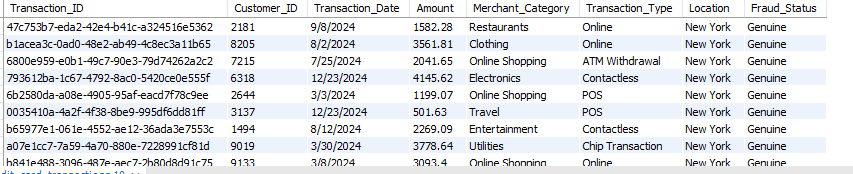 Transaction_ID Customer_ID Transaction_Date Amount Merchant_Category Transaction_Type Location Fraud_Status
47c753b7-eda2-42e4-b41c-a324516e5362 2181 9/8/2024 1582.28 Restaurants Online New York Genuine
b1acea3c-0ad0-48e2-ab49-4c8ec3a11b65 8205 8/2/2024 3561.81 Clothing Online New York Genuine
6800e959-e0b1-49c7-90e3-79d74262a2c2 7215 7/25/2024 2041.65 Online Shopping ATM Withdrawal New York Genuine
793612ba-1c67-4792-8ac0-5420ce0e555f 6318 12/23/2024 4145.62 Electronics Contactless New York Genuine
6b2580da-a08e-4905-95af-eacd7f78c9ee 2644 3/3/2024 1199.07 Online Shopping POS New York Genuine
0035410a-4a2f-4f38-8be9-995df6dd81ff 3137 12/23/2024 501.63 Travel POS New York Genuine
b65977e1-061e-4552-ae12-36ada3e7553c 1494 8/12/2024 2269.09 Entertainment Contactless New York Genuine
a07e1cc7-7a59-4a70-880e-7228991cf81d 9019 3/30/2024 3778.64 Utilities Chip Transaction New York Genuine
b841e488-3096-487e-aec7-2b80d8d91c75 9133 3/8/2024 3093.4 Online Shopping Online New York Genuine